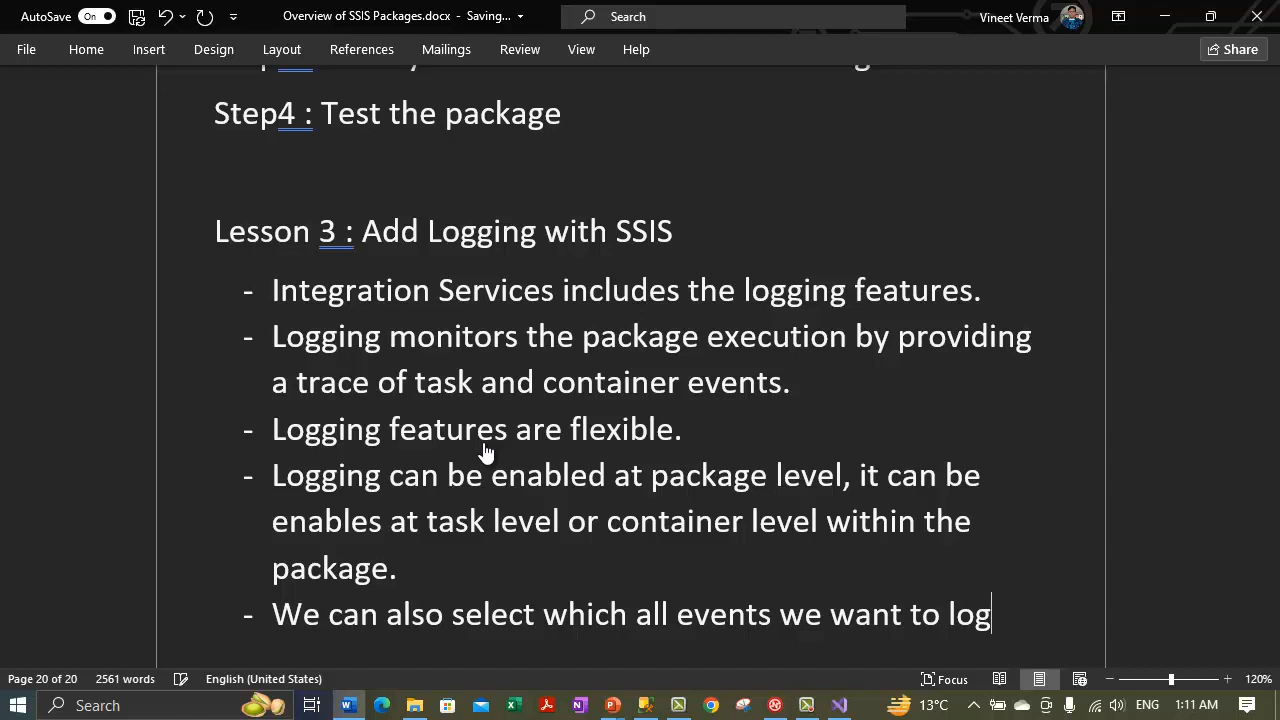 AutoSave On Overview of SSIS Packages.docx - Saving... Search Vineet Verma
File Home Insert Design Layout References Mailings Review View Help Share
Step4 : Test the package
Lesson 3 : Add Logging with SSIS
- Integration Services includes the logging features.
- Logging monitors the package execution by providing
a trace of task and container events.
- Logging features are flexible.
- Logging can be enabled at package level, it can be
enables at task level or container level within the
package.
- We can also select which all events we want to log
Page 20 of 20 2561 words English (United States) Focus 120%
Search 13°C ENG 1:11 AM